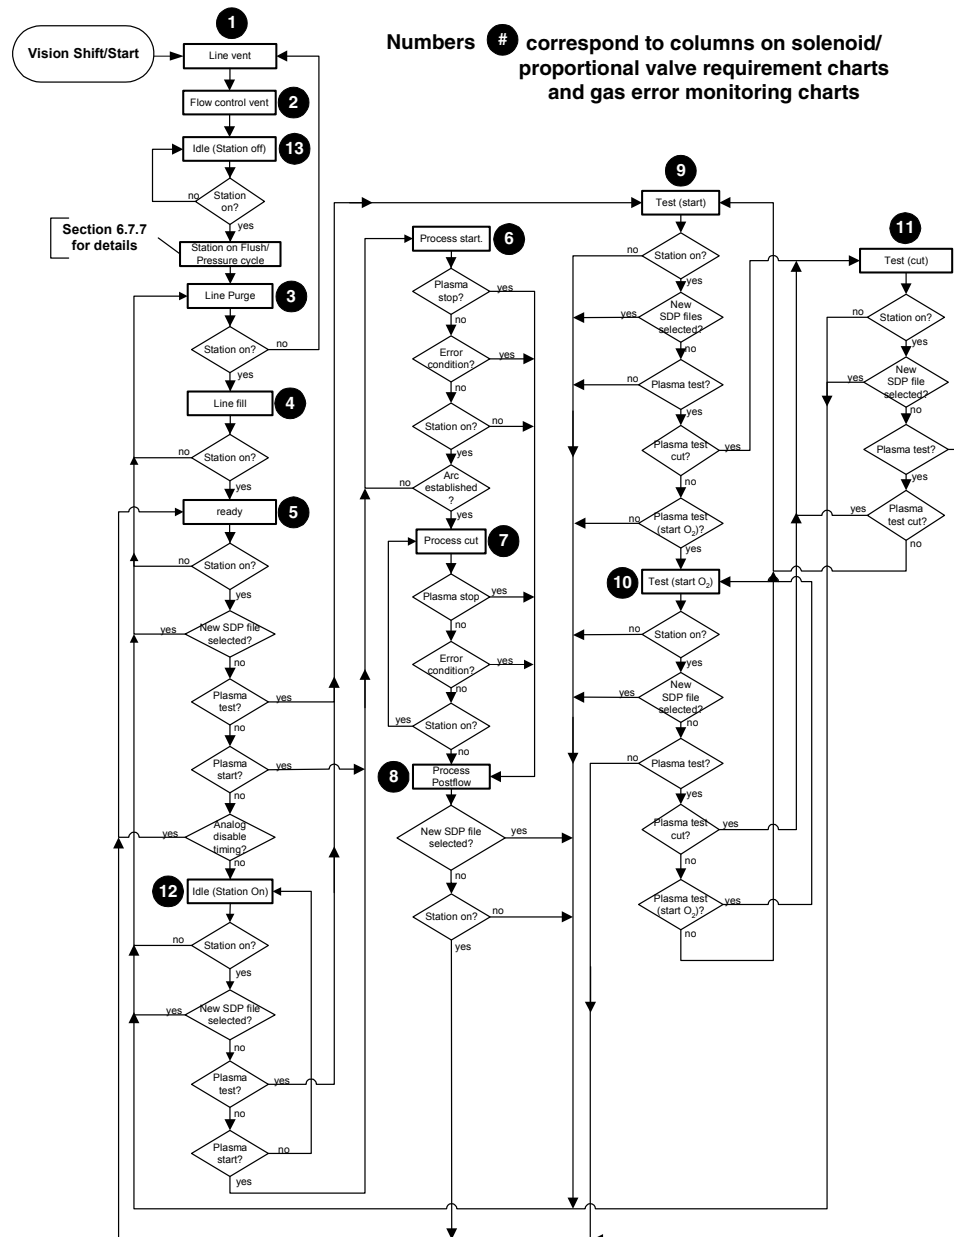 1
Vision Shift/Start
Line vent
Numbers # correspond to columns on solenoid/
proportional valve requirement charts
and gas error monitoring charts
Flow control vent
2
Idle (Station off)
13
no
Station
on?
yes
Section 6.7.7
for details
Station on Flush/
Pressure cycle
Line Purge
3
Station on?
no
yes
Line fill
4
no
Station on?
yes
ready
5
no
Station on?
yes
yes
New SDP file
selected?
no
Plasma
test?
yes
no
Plasma
start?
yes
no
yes
Analog
disable
timing?
no
12
Idle (Station On)
no
Station on?
yes
yes
New SDP file
selected?
no
Plasma
test?
yes
no
Plasma
start?
no
yes
Process start.
6
Plasma
stop?
yes
no
Error
condition?
yes
no
Station on?
no
yes
no
Arc
established
?
yes
Process cut
7
Plasma stop
yes
no
Error
condition?
yes
no
yes
Station on?
no
8
Process
Postflow
New SDP file
selected?
yes
no
Station on?
no
yes
9
Test (start)
no
Station on?
yes
yes
New
SDP files
selected?
no
no
Plasma test?
yes
Plasma test
cut?
yes
no
no
Plasma test
(start O2)?
yes
10
Test (start O2)
no
Station on?
yes
yes
New
SDP file
selected?
no
no
Plasma test?
yes
Plasma test
cut?
yes
no
Plasma test
(start O2)?
yes
no
11
Test (cut)
no
Station on?
yes
yes
New
SDP file
selected?
no
Plasma test?
yes
yes
Plasma
test cut?
no